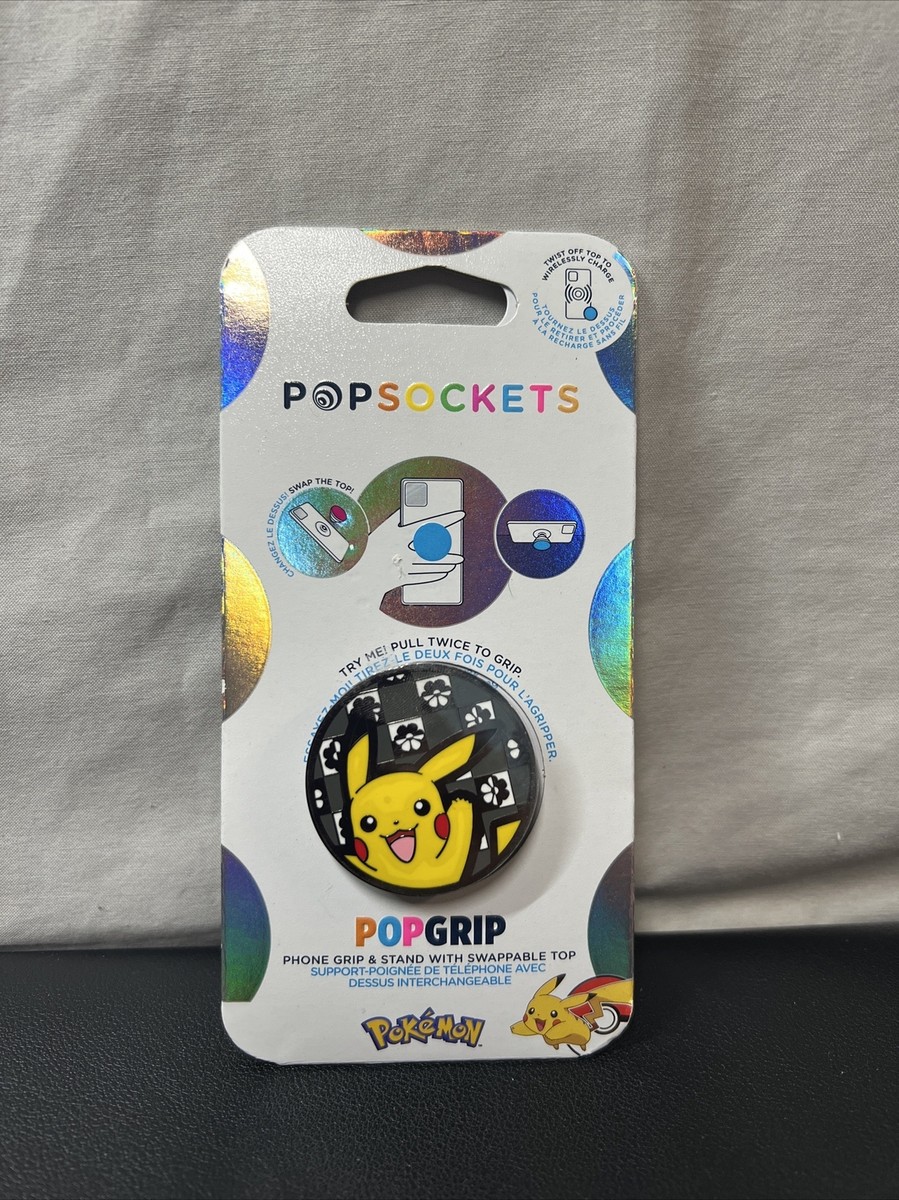 TWIST OFF TOP TO
WIRELESSLY CHARGE
TOURNEZ LE DESSUS
POUR LE RETIRER ET PROCÉDER
À LA RECHARGE SANS FIL
POPSOCKETS
SWAP THE TOP!
CHANGEZ LE DESSUS!
TRY ME! PULL TWICE TO GRIP.
ESSAYEZ-MOI! TIREZ LE DEUX FOIS POUR L'AGRIPPER.
POPGRIP
PHONE GRIP & STAND WITH SWAPPABLE TOP
SUPPORT-POIGNÉE DE TÉLÉPHONE AVEC
DESSUS INTERCHANGEABLE
POKÉMON